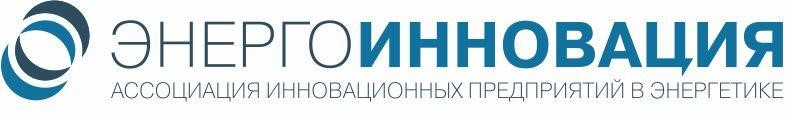 ЭНЕРГОИННОВАЦИЯ
АССОЦИАЦИЯ ИННОВАЦИОННЫХ ПРЕДПРИЯТИЙ В ЭНЕРГЕТИКЕ